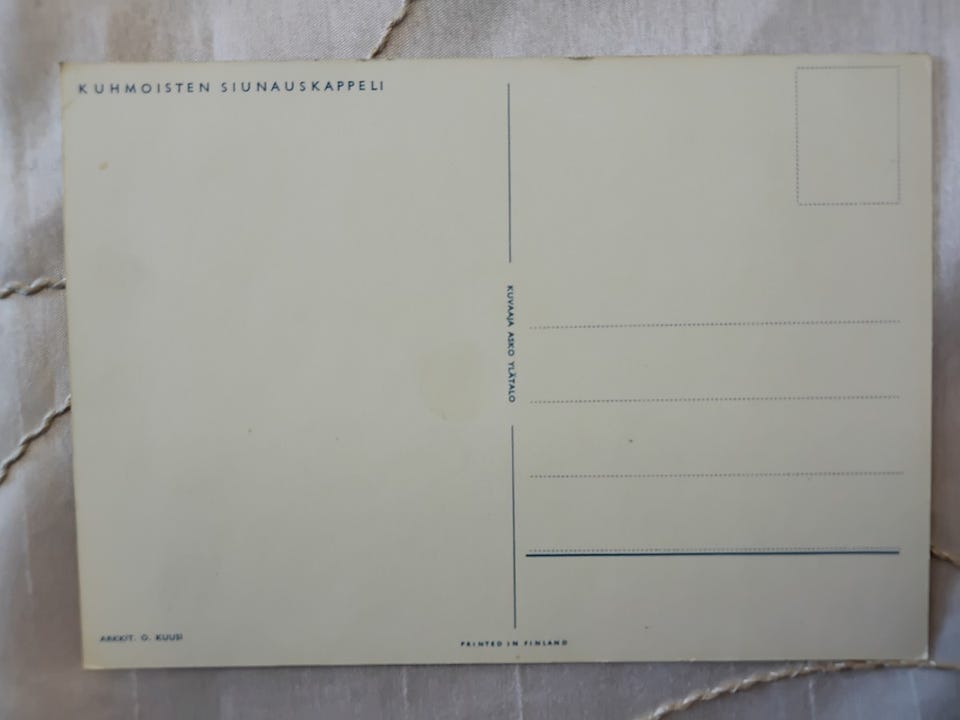 KUHMOISTEN SIUNAUSKAPPELI
KUVAAJA ASKO YLÄTALO
ARKKIT. G. KUUSI
PRINTED IN FINLAND